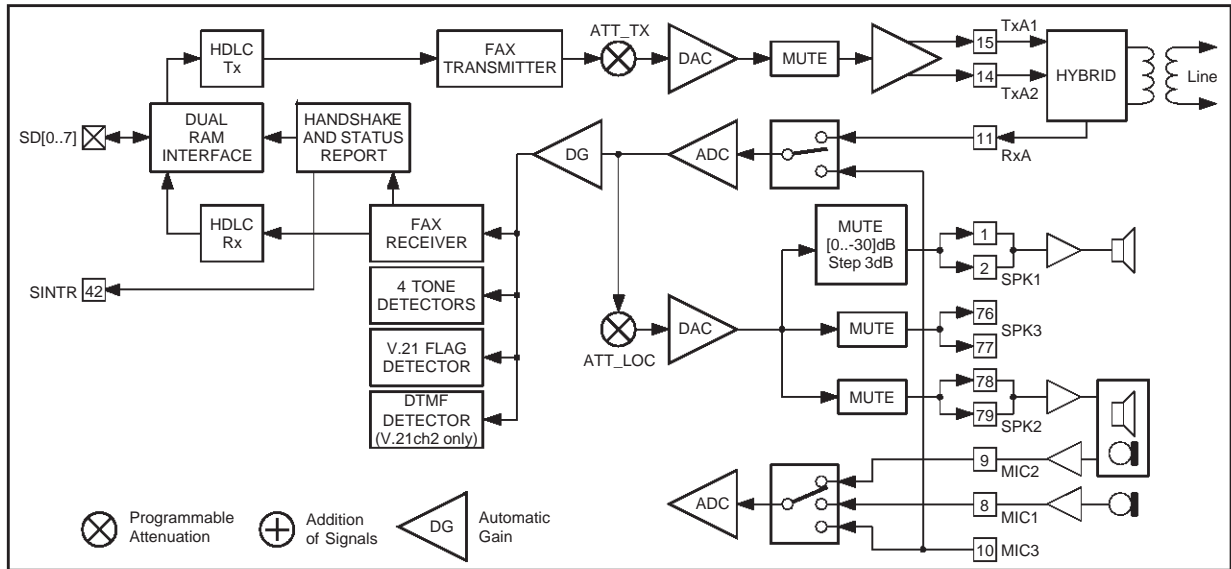 ATT_TX
TxA1
HDLC
Tx
FAX
TRANSMITTER
DAC
MUTE
15
14
TxA2
HYBRID
Line
SD[0..7]
DUAL
RAM
INTERFACE
HANDSHAKE
AND STATUS
REPORT
DG
ADC
11
RxA
HDLC
Rx
FAX
RECEIVER
MUTE
[0..-30]dB
Step 3dB
1
2
SPK1
SINTR
42
4 TONE
DETECTORS
ATT_LOC
DAC
MUTE
76
SPK3
77
V.21 FLAG
DETECTOR
DTMF
DETECTOR
(V.21ch2 only)
MUTE
78
79
SPK2
9
MIC2
ADC
8
MIC1
10
MIC3
Programmable
Attenuation
Addition
of Signals
DG
Automatic
Gain